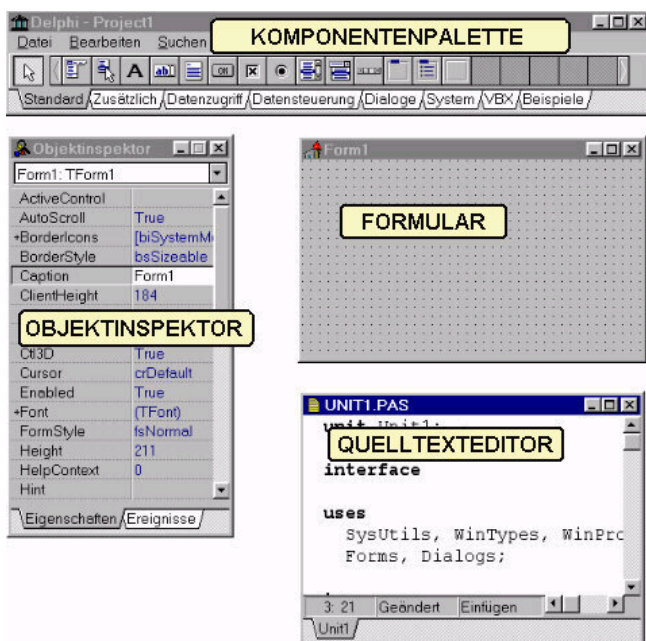 Delphi - Project1
Datei Bearbeiten Suchen
KOMPONENTENPALETTE
Standard Zusätzlich Datenzugriff Datensteuerung Dialoge System VBX Beispiele
Objektinspektor
Form1: TForm1
ActiveControl
AutoScroll True
+BorderIcons [biSystemM
BorderStyle bsSizeable
Caption Form1
ClientHeight 184
OBJEKTINSPEKTOR
Ctl3D True
Cursor crDefault
Enabled True
+Font (TFont)
FormStyle fsNormal
Height 211
HelpContext 0
Hint
Eigenschaften Ereignisse
Form1
FORMULAR
UNIT1.PAS
unit Unit1;
QUELLTEXTEDITOR
interface
uses
SysUtils, WinTypes, WinPro
Forms, Dialogs;
3: 21 Geändert Einfügen
Unit1